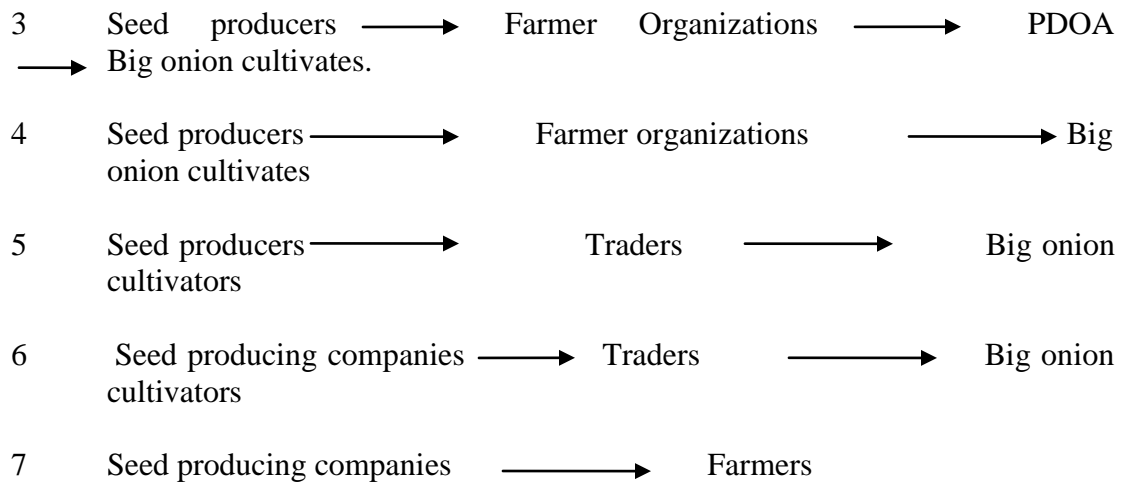 3 Seed producers ⟶ Farmer Organizations ⟶ PDOA
⟶ Big onion cultivates.
4 Seed producers ⟶ Farmer organizations ⟶ Big
onion cultivates
5 Seed producers ⟶ Traders ⟶ Big onion
cultivators
6 Seed producing companies ⟶ Traders ⟶ Big onion
cultivators
7 Seed producing companies ⟶ Farmers